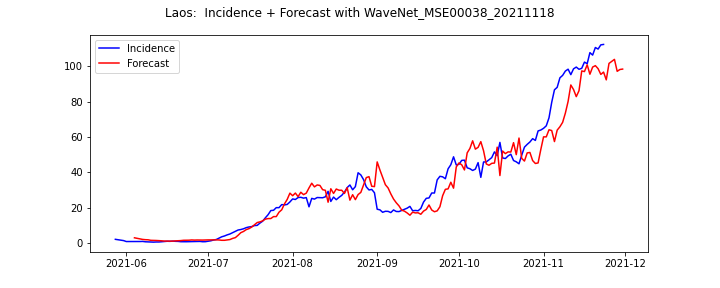 Laos:  Incidence + Forecast with WaveNet_MSE00038_20211118
Incidence
Forecast
100
80
60
40
20
0
2021-06 2021-07 2021-08 2021-09 2021-10 2021-11 2021-12